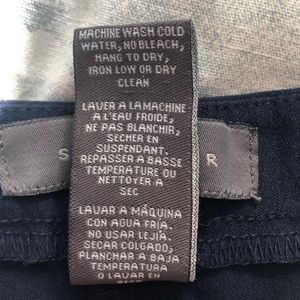 MACHINE WASH COLD
WATER, NO BLEACH,
HANG TO DRY,
IRON LOW OR DRY
CLEAN
LAVER A LA MACHINE
A L'EAU FROIDE,
NE PAS BLANCHIR,
SECHER EN
SUSPENDANT.
REPASSER A BASSE
TEMPERATURE OU
NETTOYER A
SEC
LAVAR A MÁQUINA
CON AGUA FRÍA.
NO USAR LEJÍA.
SECAR COLGADO,
PLANCHAR A BAJA
TEMPERATURA
O LAVAR EN
S R